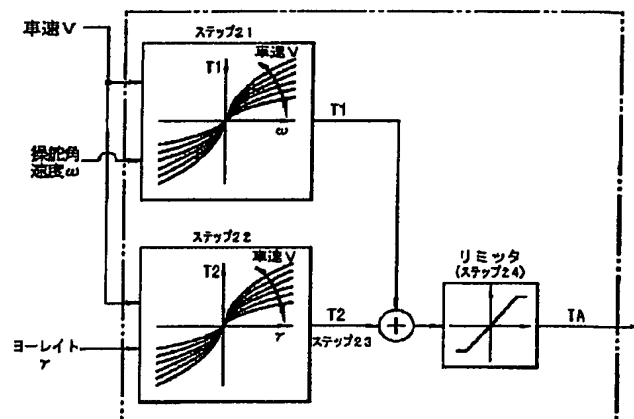 車速V
ステップ21
車速V
T1
ω
T1
操舵角
速度ω
ステップ22
車速V
T2
γ
T2
ステップ23
ヨーレイト
γ
リミッタ
(ステップ24)
TA